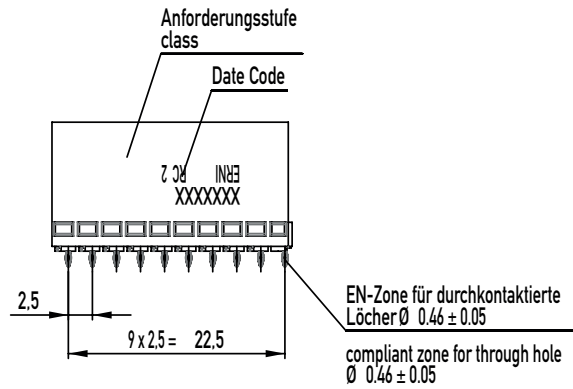 Anforderungsstufe
class
Date Code
RC 2 ERNI
XXXXXXX
2,5
9 x 2,5 = 22,5
EN-Zone für durchkontaktierte
Löcher Ø 0.46 ± 0.05
compliant zone for through hole
Ø 0.46 ± 0.05